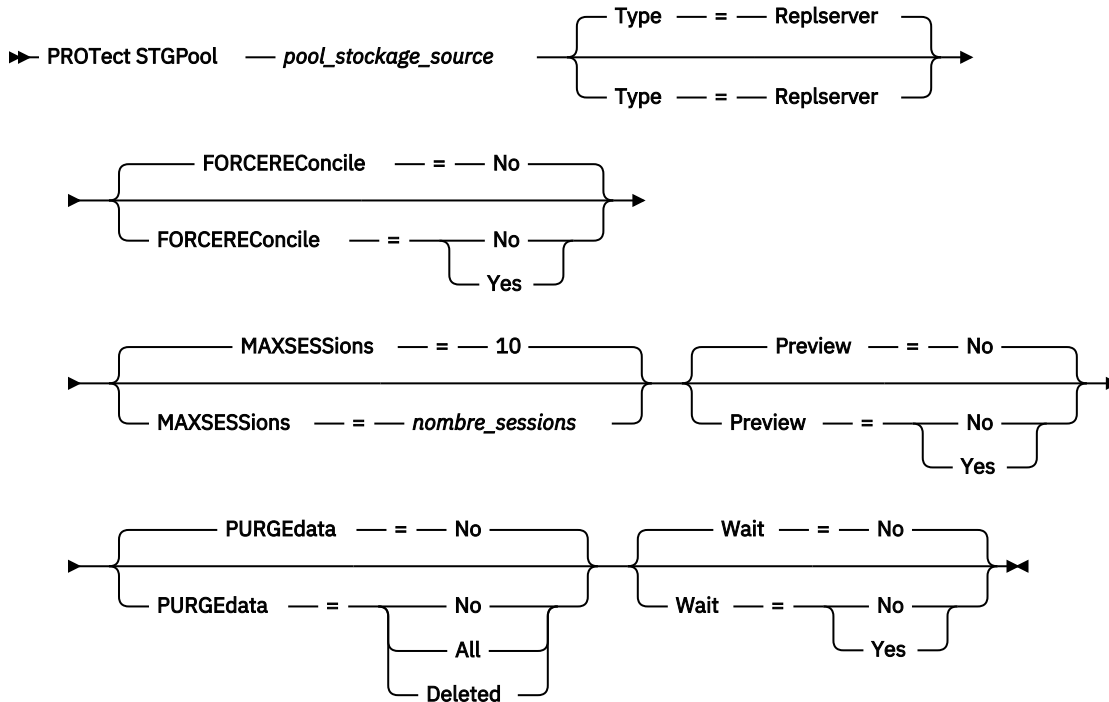 Type = Replserver
PROTect STGPool pool_stockage_source
Type = Replserver
FORCEREConcile = No
FORCEREConcile = No
Yes
MAXSESSions = 10 Preview = No
MAXSESSions = nombre_sessions Preview = No
Yes
PURGEdata = No Wait = No
PURGEdata = No Wait = No
All Yes
Deleted